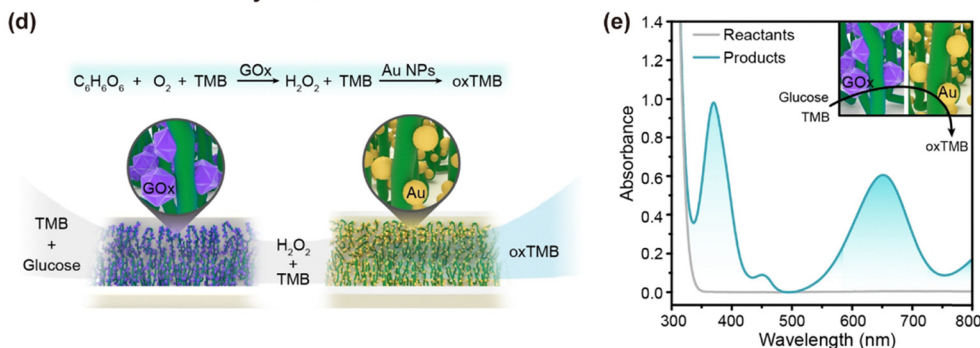 (d)
C₆H₆O₆ + O₂ + TMB GOx H₂O₂ + TMB Au NPs oxTMB
GOx
Au
TMB
+
Glucose
H₂O₂
+
TMB
oxTMB
(e)
Absorbance
1.4
1.2
1.0
0.8
0.6
0.4
0.2
0.0
Reactants
Products
GOx
Au
Glucose
TMB
oxTMB
300 400 500 600 700 800
Wavelength (nm)